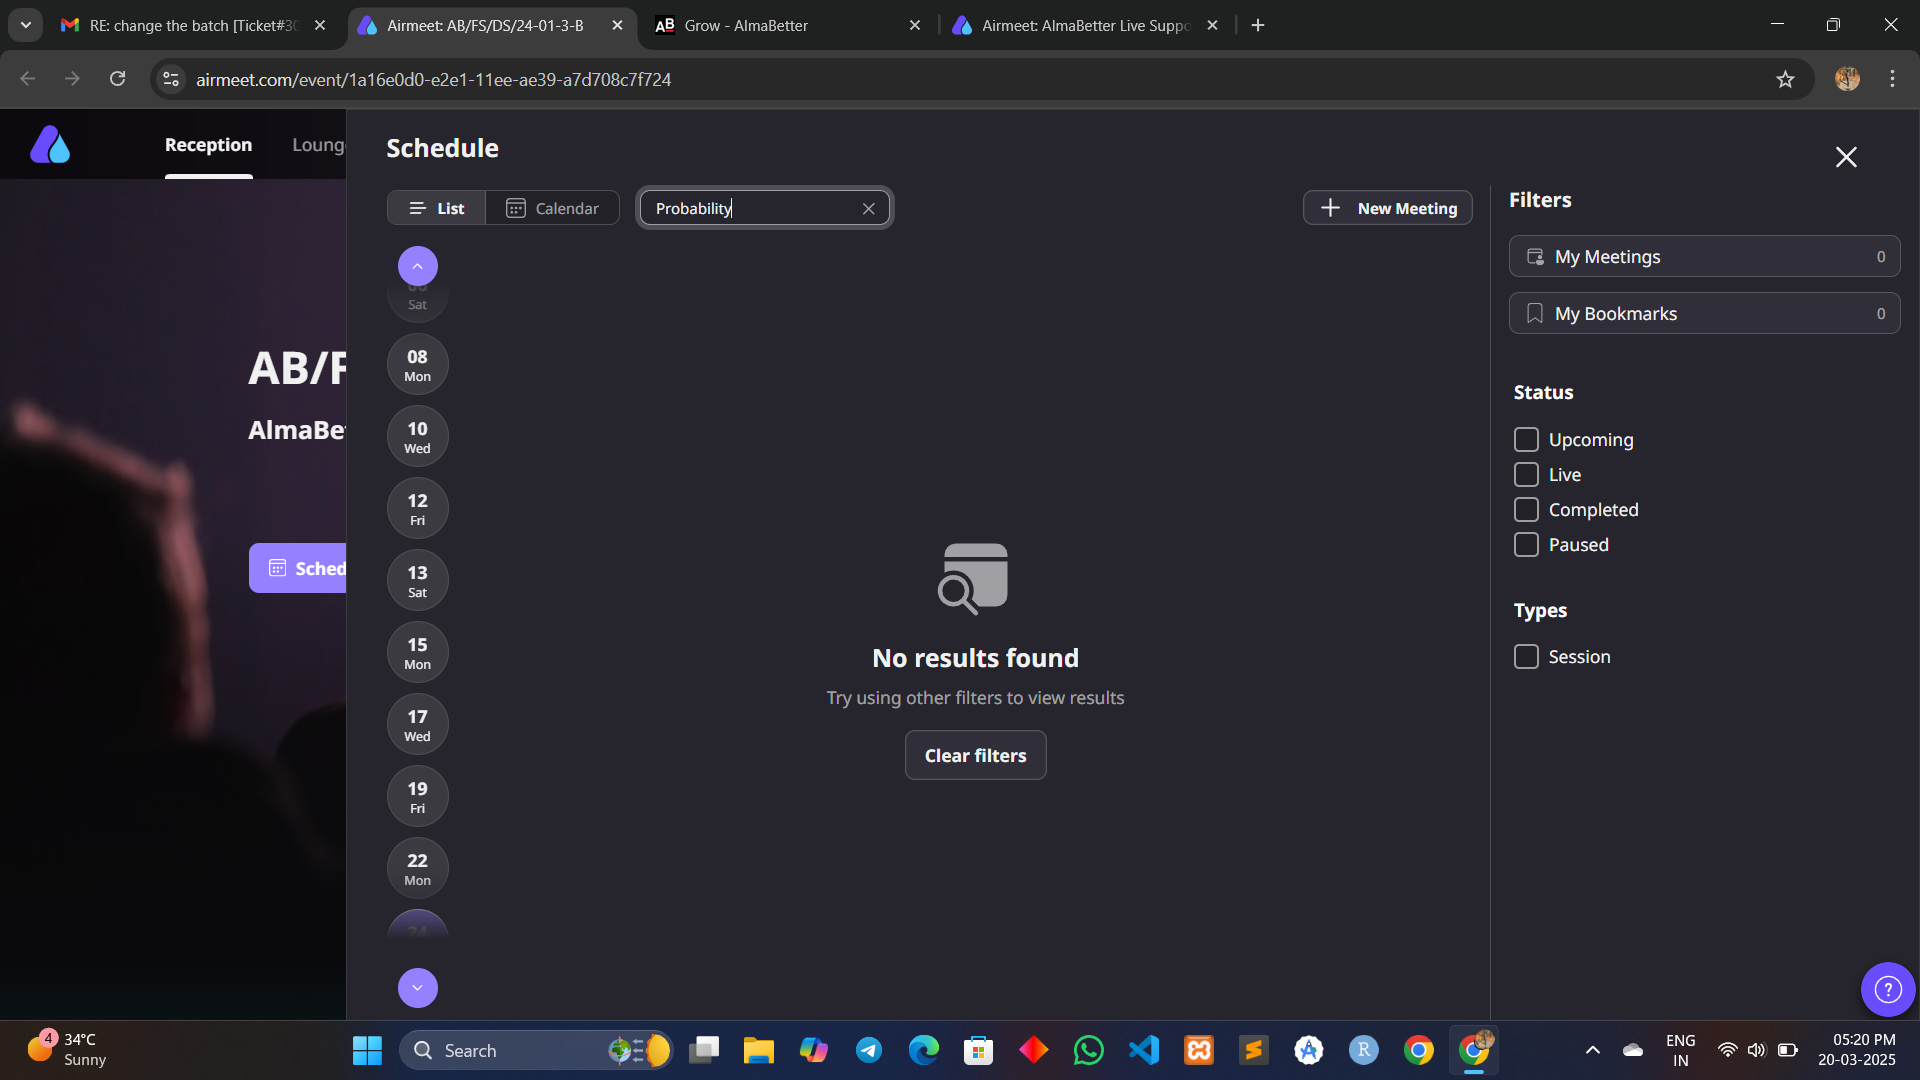 RE: change the batch [Ticket#30
Airmeet: AB/FS/DS/24-01-3-B
AB
Grow - AlmaBetter
Airmeet: AlmaBetter Live Suppo
airmeet.com/event/1a16e0d0-e2e1-11ee-ae39-a7d708c7f724
Reception
Loung
Schedule
List
Calendar
Probability
New Meeting
Filters
My Meetings 0
My Bookmarks 0
Status
Upcoming
Live
Completed
Paused
Types
Session
AB/F
AlmaBet
Sched
Sat
08
Mon
10
Wed
12
Fri
13
Sat
15
Mon
17
Wed
19
Fri
22
Mon
24
No results found
Try using other filters to view results
Clear filters
?
4
34°C
Sunny
Search
R
ENG
IN
05:20 PM
20-03-2025